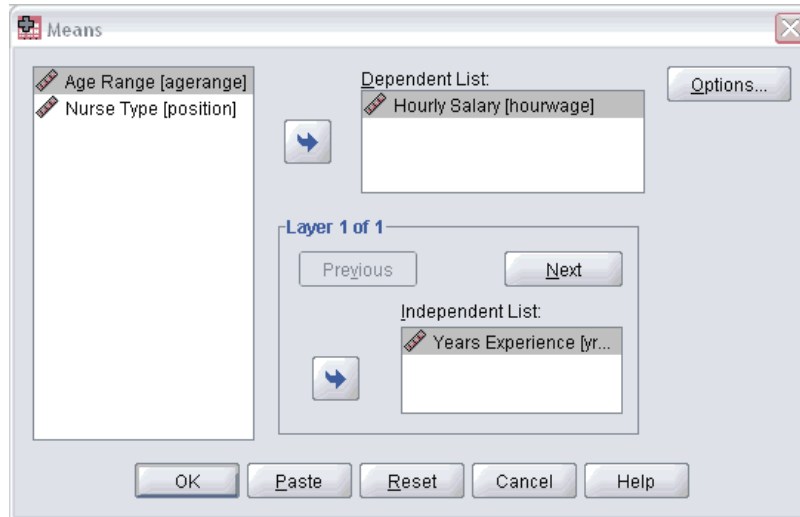 Means
Age Range [agerange]
Nurse Type [position]
Dependent List:
Hourly Salary [hourwage]
Options...
Layer 1 of 1
Previous
Next
Independent List:
Years Experience [yr...
OK
Paste
Reset
Cancel
Help